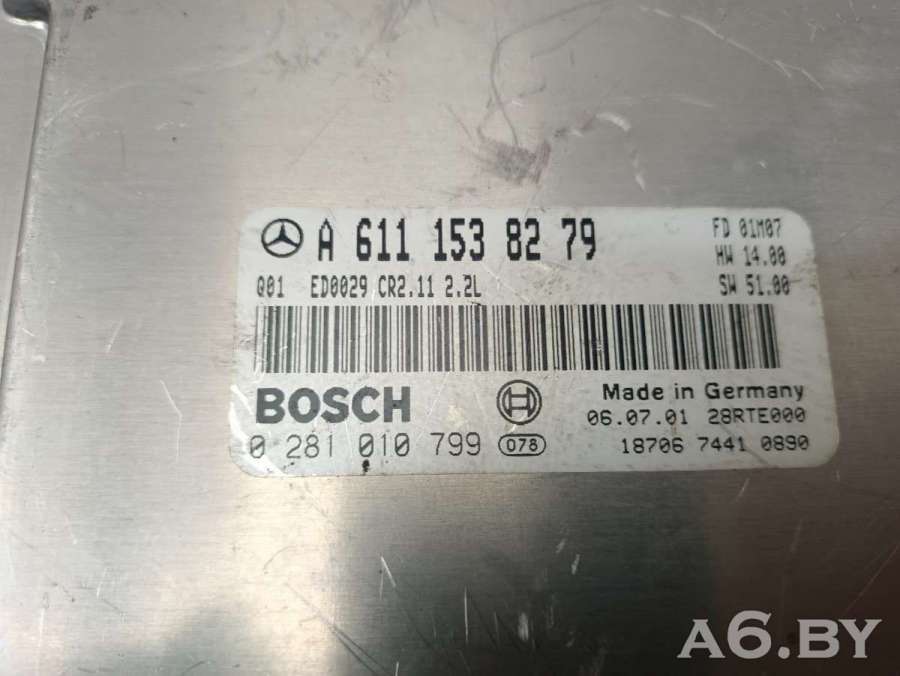 A 611 153 82 79
FD 01M07
HW 14.00
Q01 ED0029 CR2.11 2.2L
SW 51.00
BOSCH
Made in Germany
06.07.01 28RTE000
0 281 010 799 078
18706 7441 0890
A6.BY